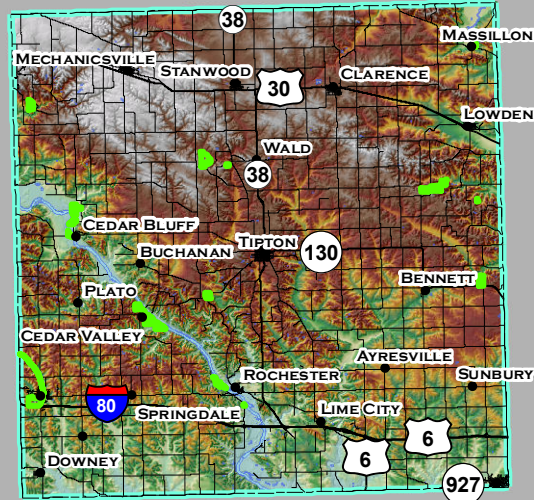 38
MASSILLON
MECHANICSVILLE
STANWOOD
30
CLARENCE
LOWDEN
WALD
38
CEDAR BLUFF
BUCHANAN
TIPTON
130
BENNETT
PLATO
CEDAR VALLEY
AYRESVILLE
ROCHESTER
SUNBURY
80
SPRINGDALE
LIME CITY
6
6
DOWNEY
927